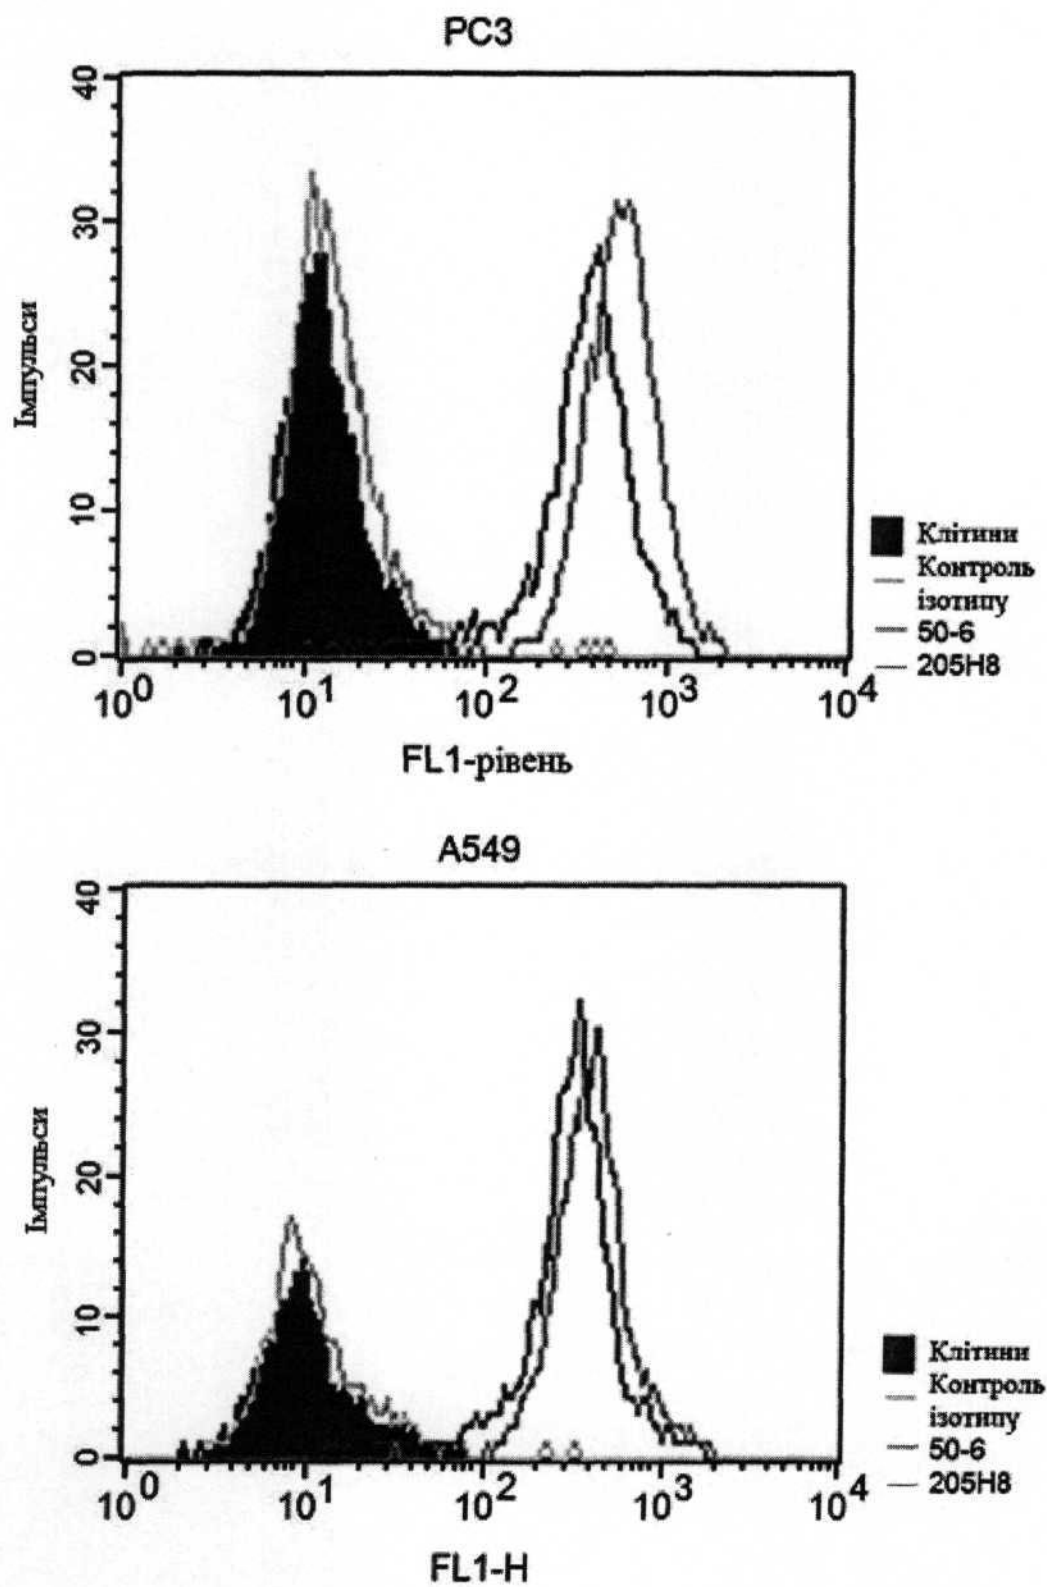 PC3
40
30
20
10
0
Імпульси
10^0 10^1 10^2 10^3 10^4
FL1-рівень
Клітини
Контроль
ізотипу
50-6
205H8
A549
40
30
20
10
0
Імпульси
10^0 10^1 10^2 10^3 10^4
FL1-H
Клітини
Контроль
ізотипу
50-6
205H8